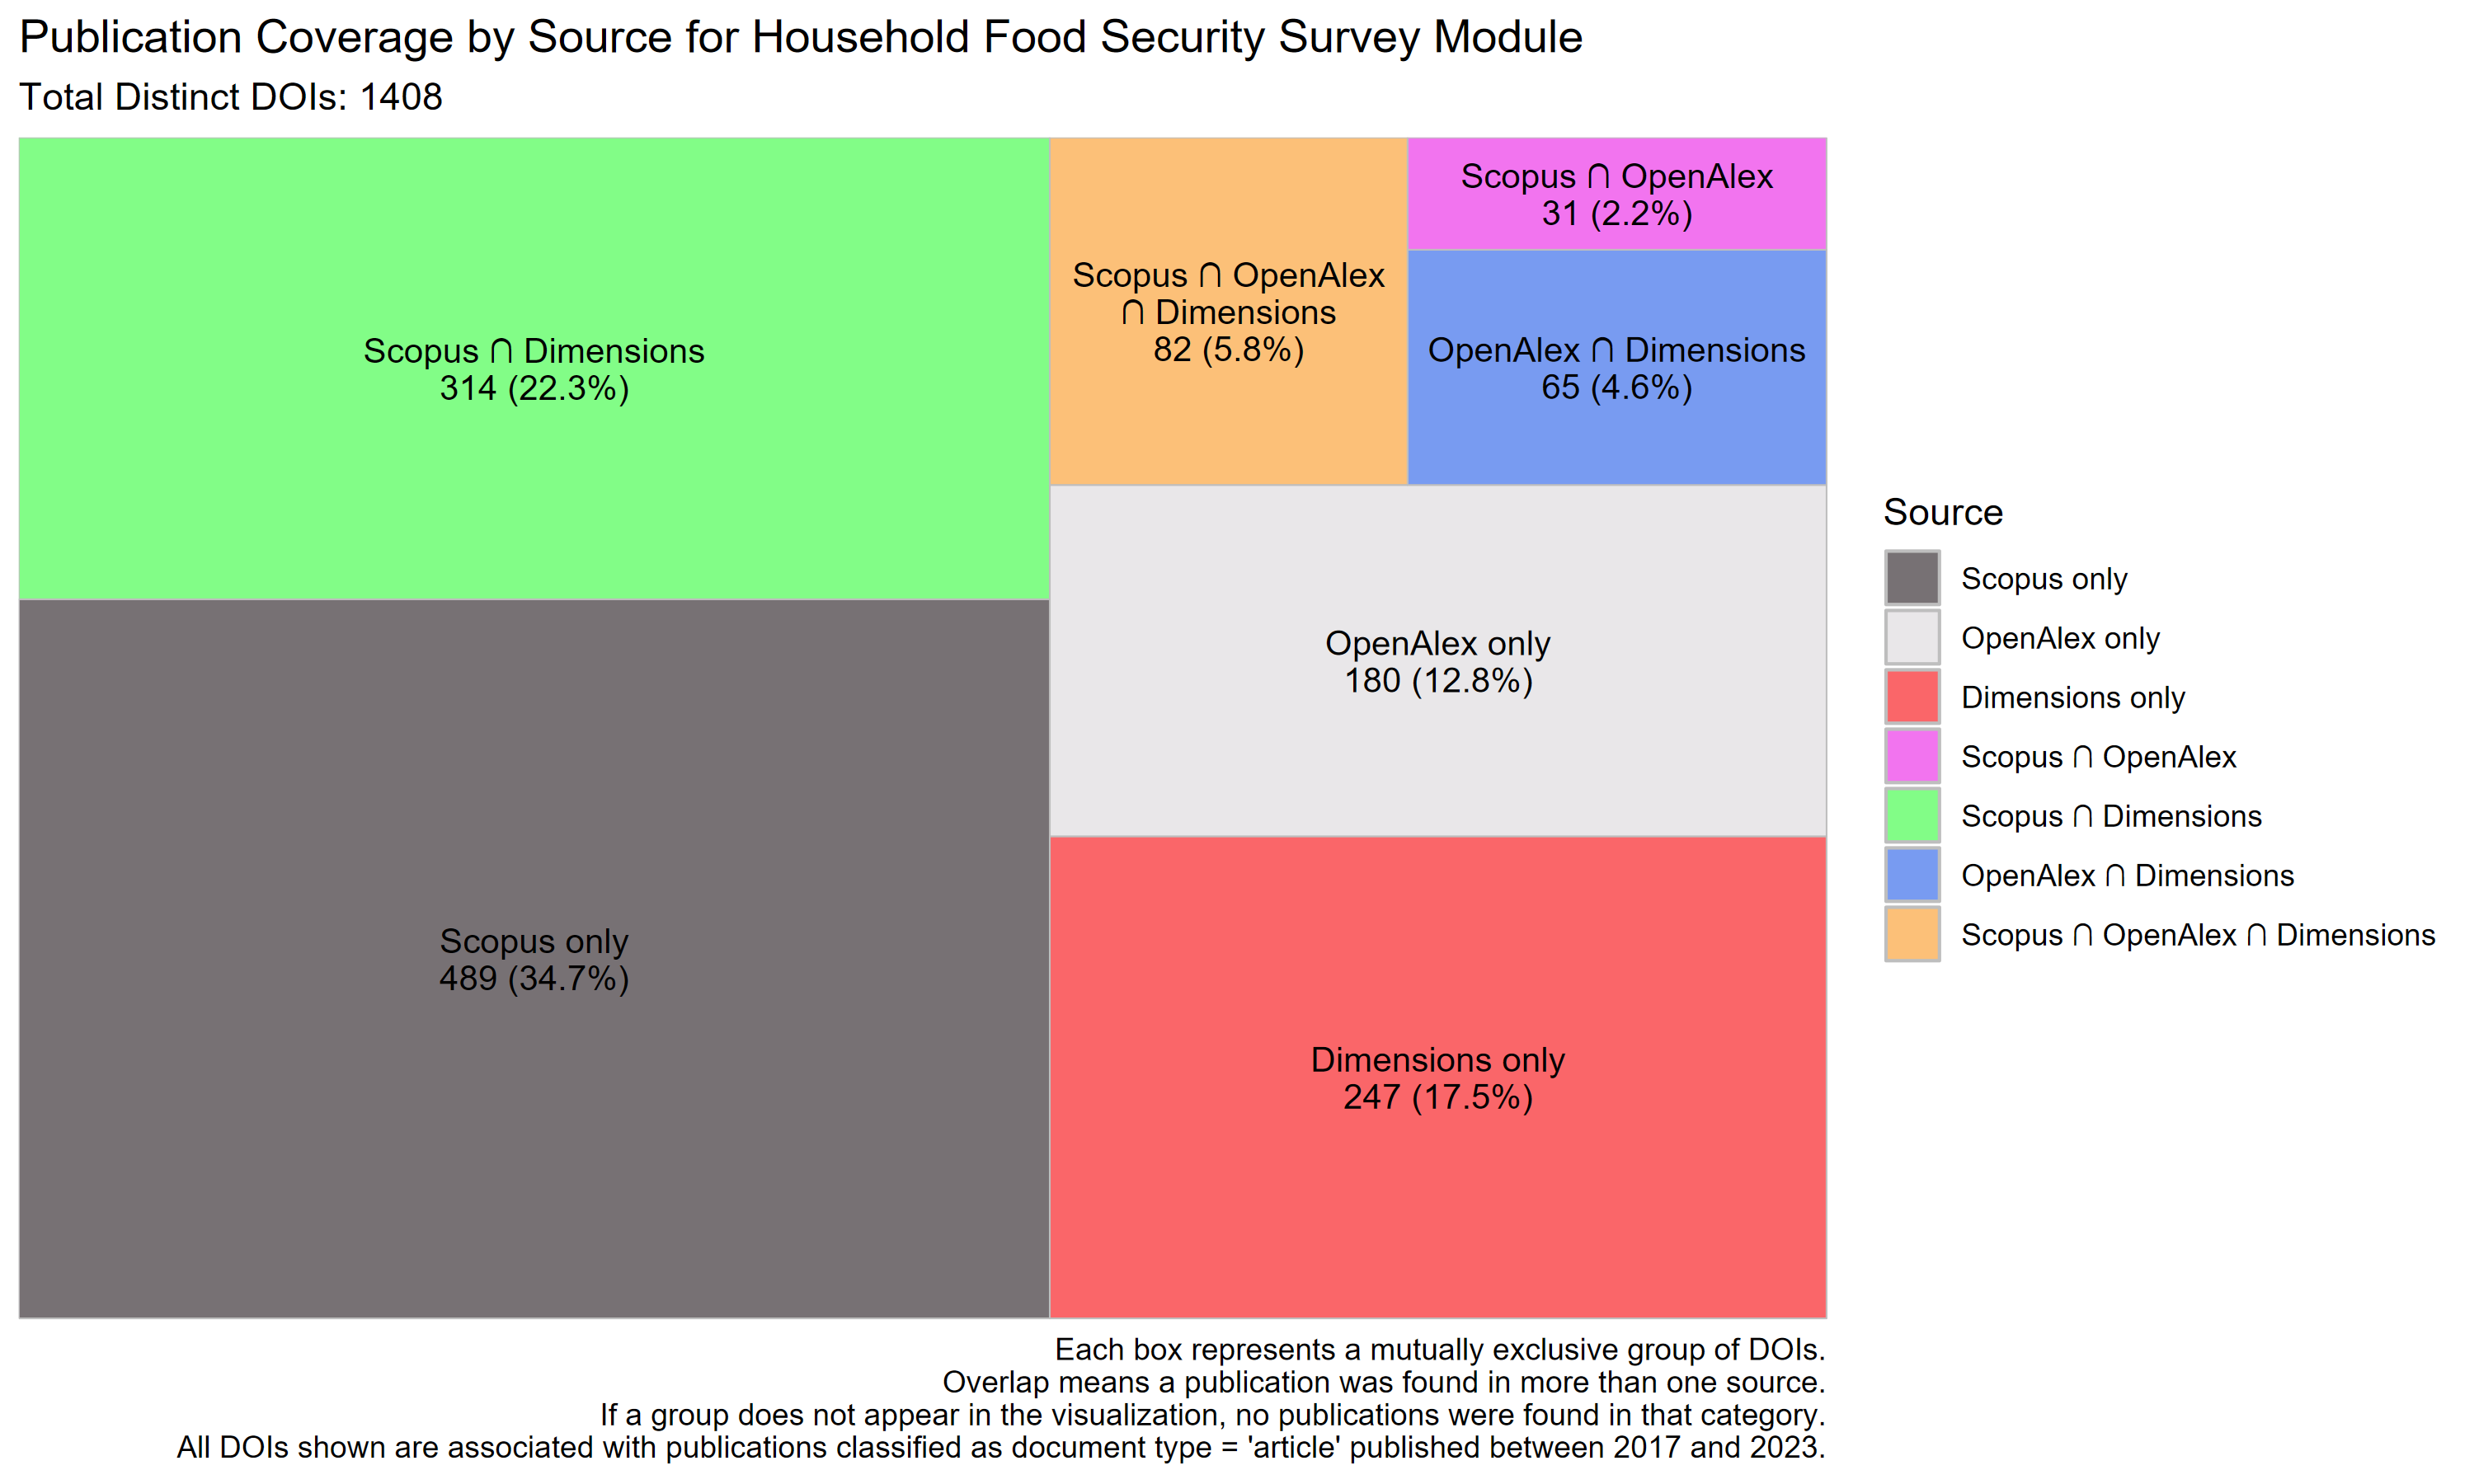 Publication Coverage by Source for Household Food Security Survey Module
Total Distinct DOIs: 1408
Scopus ∩ Dimensions
314 (22.3%)
Scopus ∩ OpenAlex
∩ Dimensions
82 (5.8%)
Scopus ∩ OpenAlex
31 (2.2%)
OpenAlex ∩ Dimensions
65 (4.6%)
OpenAlex only
180 (12.8%)
Scopus only
489 (34.7%)
Dimensions only
247 (17.5%)
Source
Scopus only
OpenAlex only
Dimensions only
Scopus ∩ OpenAlex
Scopus ∩ Dimensions
OpenAlex ∩ Dimensions
Scopus ∩ OpenAlex ∩ Dimensions
Each box represents a mutually exclusive group of DOIs.
Overlap means a publication was found in more than one source.
If a group does not appear in the visualization, no publications were found in that category.
All DOIs shown are associated with publications classified as document type = 'article' published between 2017 and 2023.